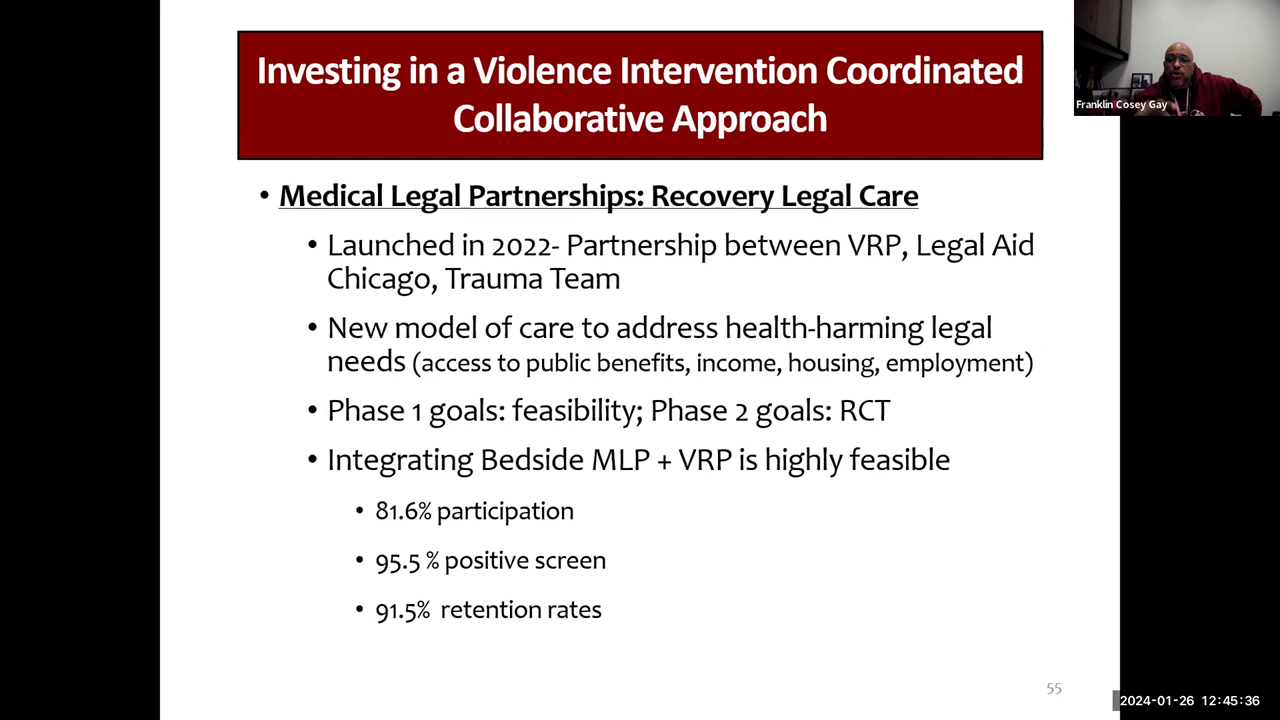 Investing in a Violence Intervention Coordinated
Collaborative Approach
Franklin Cosey Gay
• Medical Legal Partnerships: Recovery Legal Care
• Launched in 2022- Partnership between VRP, Legal Aid
Chicago, Trauma Team
• New model of care to address health-harming legal
needs (access to public benefits, income, housing, employment)
• Phase 1 goals: feasibility; Phase 2 goals: RCT
• Integrating Bedside MLP + VRP is highly feasible
• 81.6% participation
• 95.5 % positive screen
• 91.5% retention rates
55
2024-01-26 12:45:36